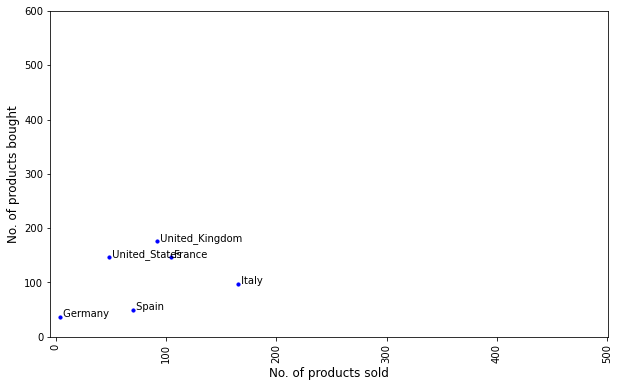 600
500
400
300
200
100
0
No. of products bought
United_Kingdom
United_States
France
Italy
Spain
Germany
0
100
200
300
400
500
No. of products sold